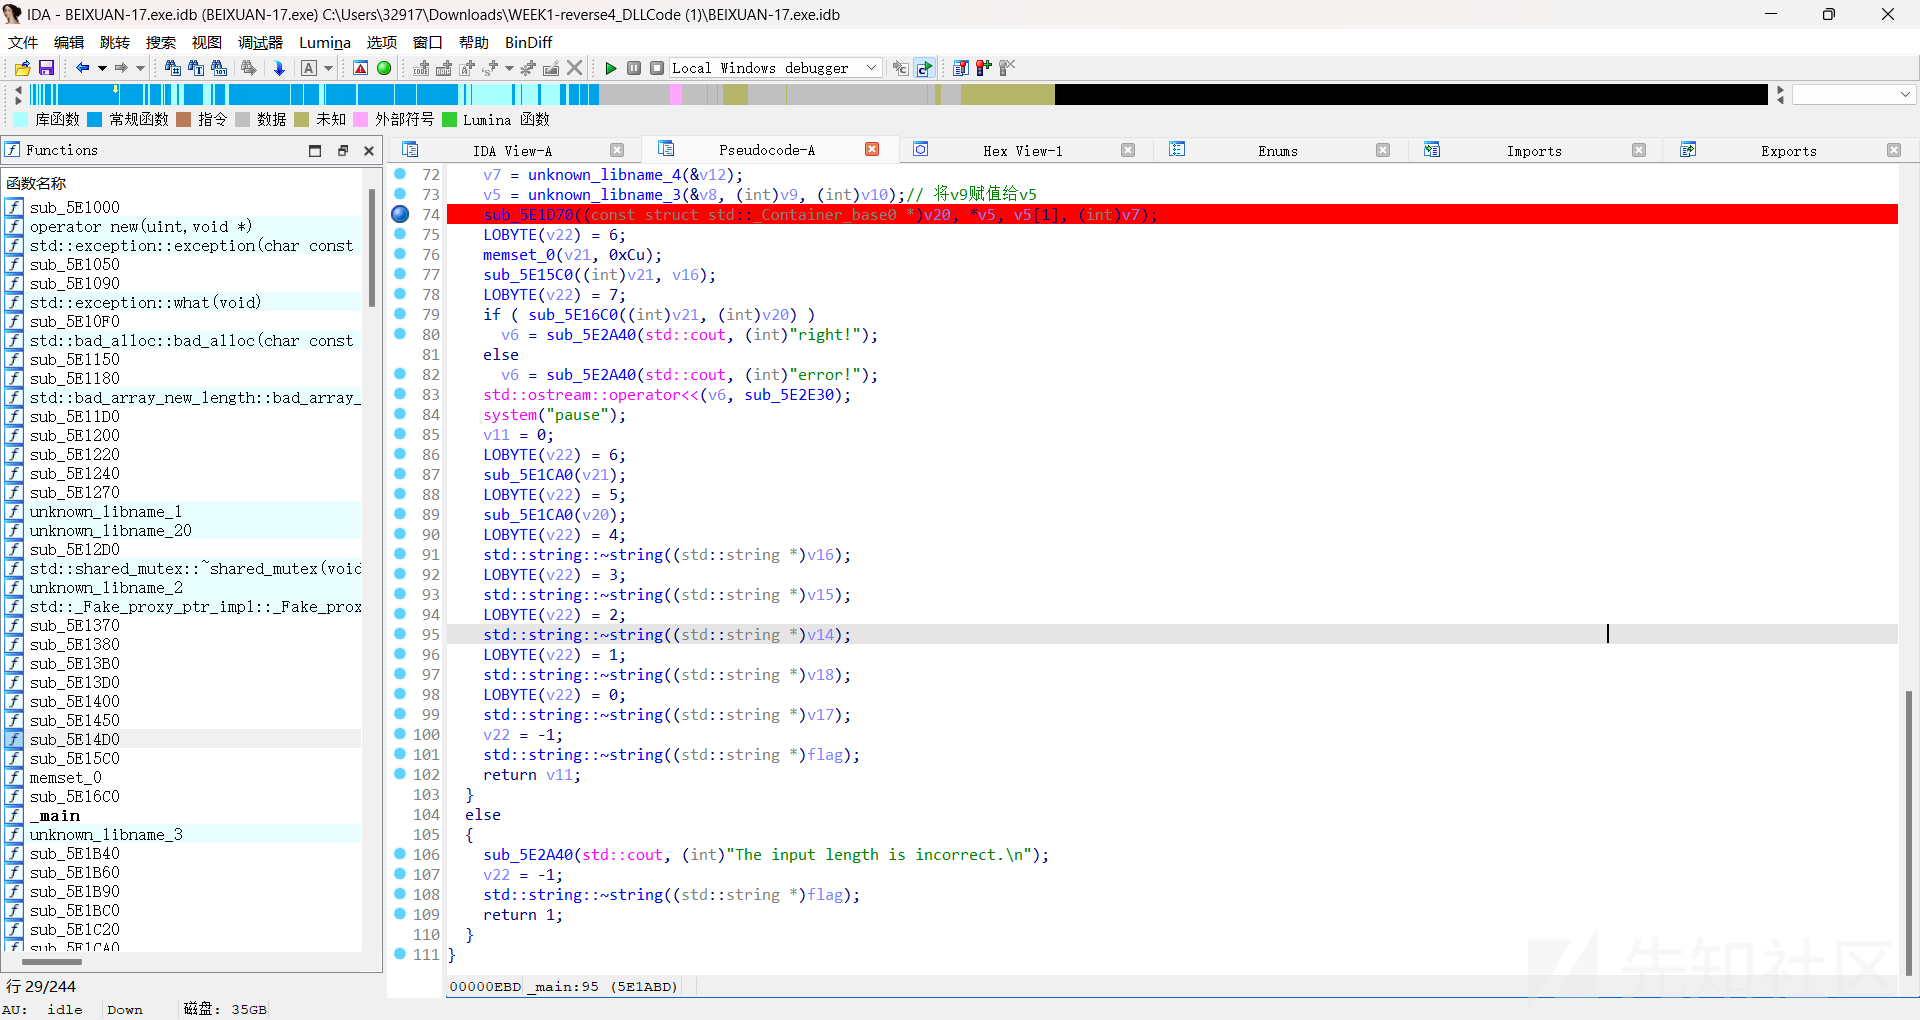 IDA - BEIXUAN-17.exe.idb (BEIXUAN-17.exe) C:\Users\32917\Downloads\WEEK1-reverse4_DLLCode (1)\BEIXUAN-17.exe.idb
文件 编辑 跳转 搜索 视图 调试器 Lumina 选项 窗口 帮助 BinDiff
Local Windows debugger
库函数 常规函数 指令 数据 未知 外部符号 Lumina 函数
Functions
IDA View-A
Pseudocode-A
Hex View-1
Enums
Imports
Exports
函数名称
sub_5E1000
operator new(uint,void *)
std::exception::exception(char const
sub_5E1050
sub_5E1090
std::exception::what(void)
sub_5E10F0
std::bad_alloc::bad_alloc(char const
sub_5E1150
sub_5E1180
std::bad_array_new_length::bad_array_
sub_5E11D0
sub_5E1200
sub_5E1220
sub_5E1240
sub_5E1270
unknown_libname_1
unknown_libname_20
sub_5E12D0
std::shared_mutex::~shared_mutex(void
unknown_libname_2
std::_Fake_proxy_ptr_impl::_Fake_prox
sub_5E1370
sub_5E1380
sub_5E13B0
sub_5E13D0
sub_5E1400
sub_5E1450
sub_5E14D0
sub_5E15C0
memset_0
sub_5E16C0
_main
unknown_libname_3
sub_5E1B40
sub_5E1B60
sub_5E1B90
sub_5E1BC0
sub_5E1C20
sub_5E1CA0
72 v7 = unknown_libname_4(&v12);
73 v5 = unknown_libname_3(&v8, (int)v9, (int)v10);// 将v9赋值给v5
74 sub_5E1D70((const struct std::_Container_base0 *)v20, *v5, v5[1], (int)v7);
75 LOBYTE(v22) = 6;
76 memset_0(v21, 0xCu);
77 sub_5E15C0((int)v21, v16);
78 LOBYTE(v22) = 7;
79 if ( sub_5E16C0((int)v21, (int)v20) )
80 v6 = sub_5E2A40(std::cout, (int)"right!");
81 else
82 v6 = sub_5E2A40(std::cout, (int)"error!");
83 std::ostream::operator<<(v6, sub_5E2E30);
84 system("pause");
85 v11 = 0;
86 LOBYTE(v22) = 6;
87 sub_5E1CA0(v21);
88 LOBYTE(v22) = 5;
89 sub_5E1CA0(v20);
90 LOBYTE(v22) = 4;
91 std::string::~string((std::string *)v16);
92 LOBYTE(v22) = 3;
93 std::string::~string((std::string *)v15);
94 LOBYTE(v22) = 2;
95 std::string::~string((std::string *)v14);
96 LOBYTE(v22) = 1;
97 std::string::~string((std::string *)v18);
98 LOBYTE(v22) = 0;
99 std::string::~string((std::string *)v17);
100 v22 = -1;
101 std::string::~string((std::string *)flag);
102 return v11;
103 }
104 else
105 {
106 sub_5E2A40(std::cout, (int)"The input length is incorrect.\n");
107 v22 = -1;
108 std::string::~string((std::string *)flag);
109 return 1;
110 }
111 }
00000EBD _main:95 (5E1ABD)
行 29/244
AU: idle Down 磁盘: 35GB
先知社区